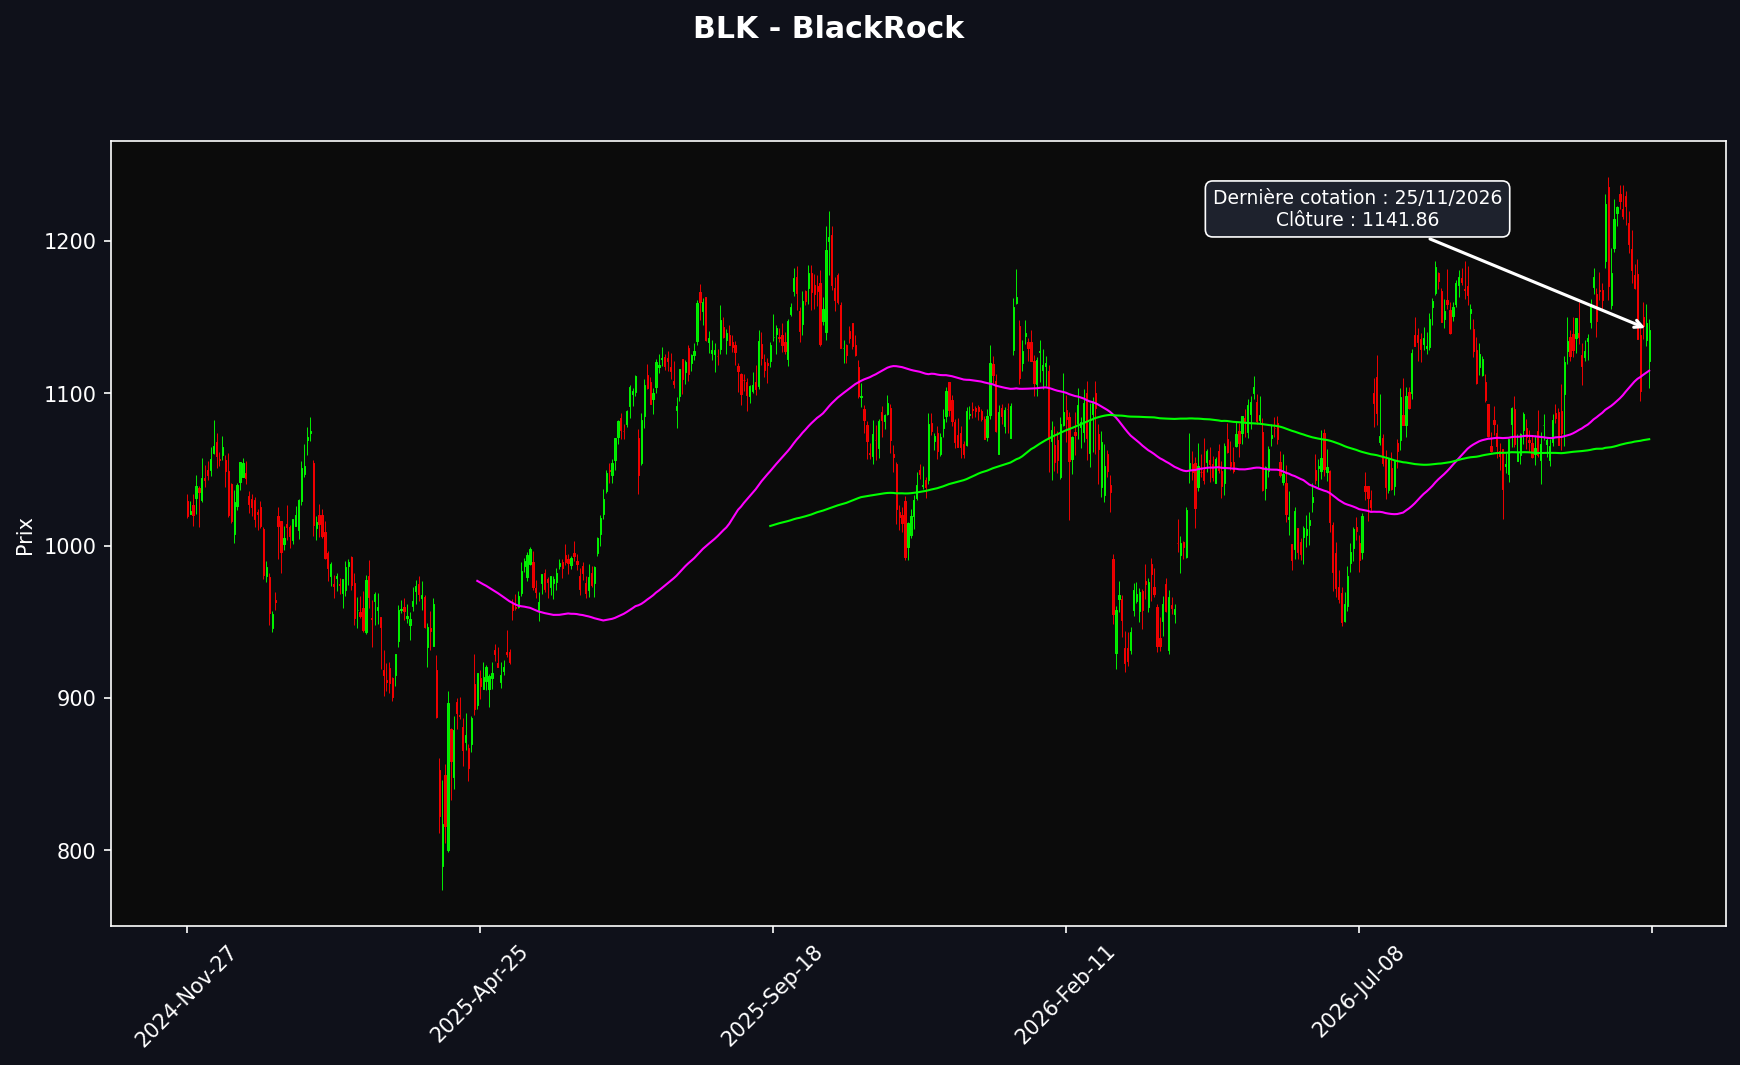 BLK - BlackRock
Dernière cotation : 25/11/2026
Clôture : 1141.86
Prix
1200
1100
1000
900
800
2024-Nov-27
2025-Apr-25
2025-Sep-18
2026-Feb-11
2026-Jul-08